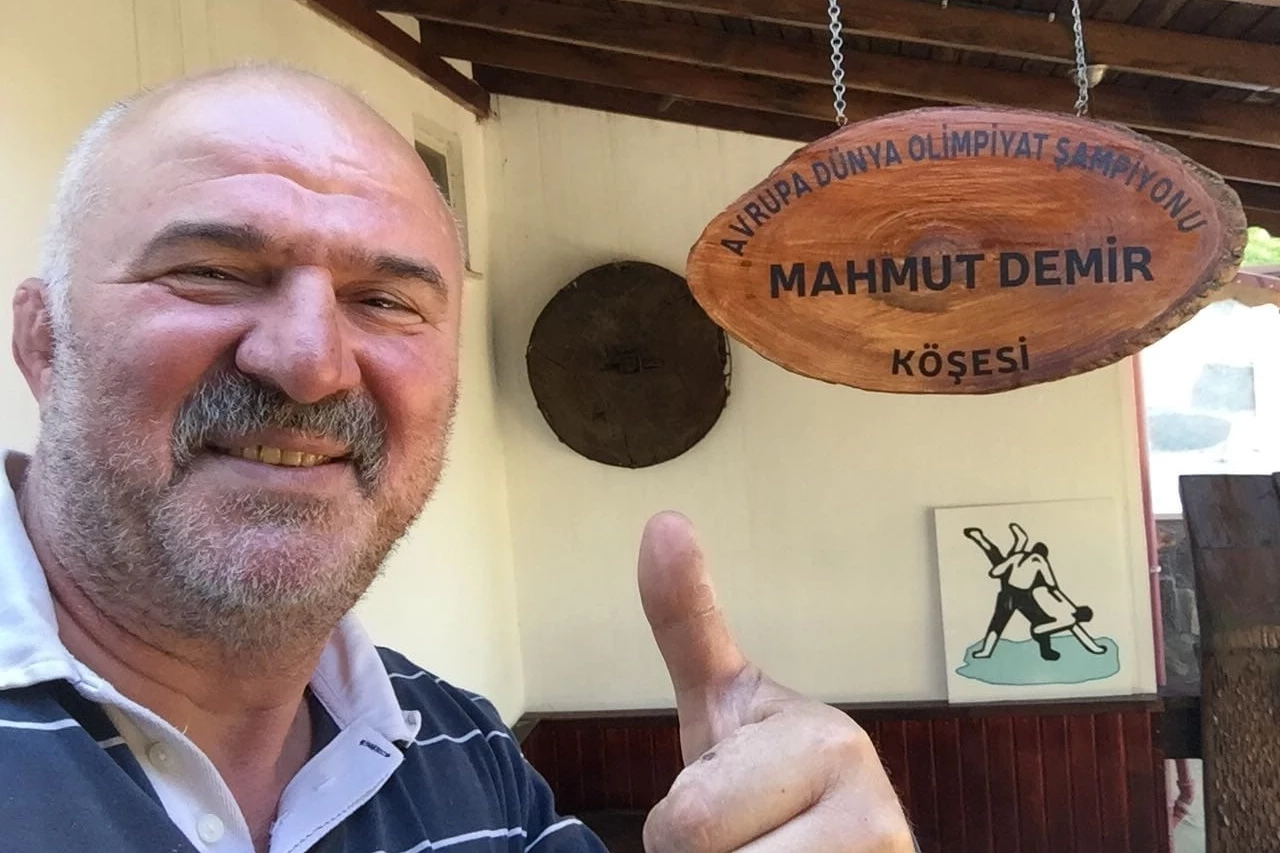 AVRUPA DÜNYA OLİMPİYAT ŞAMPİYONU
MAHMUT DEMİR
KÖŞESİ